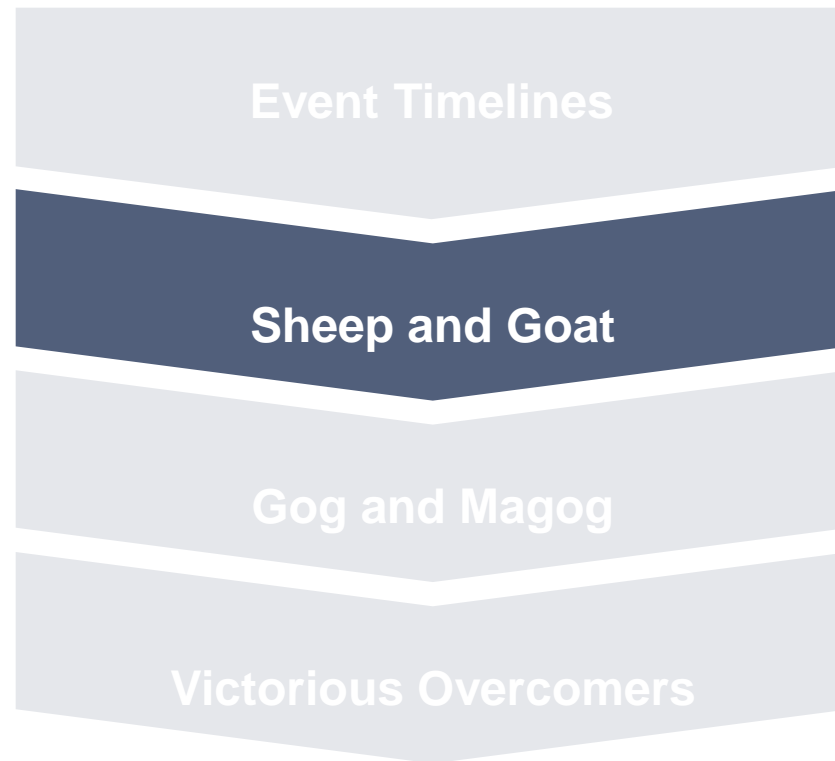 Event Timelines
Sheep and Goat
Gog and Magog
Victorious Overcomers